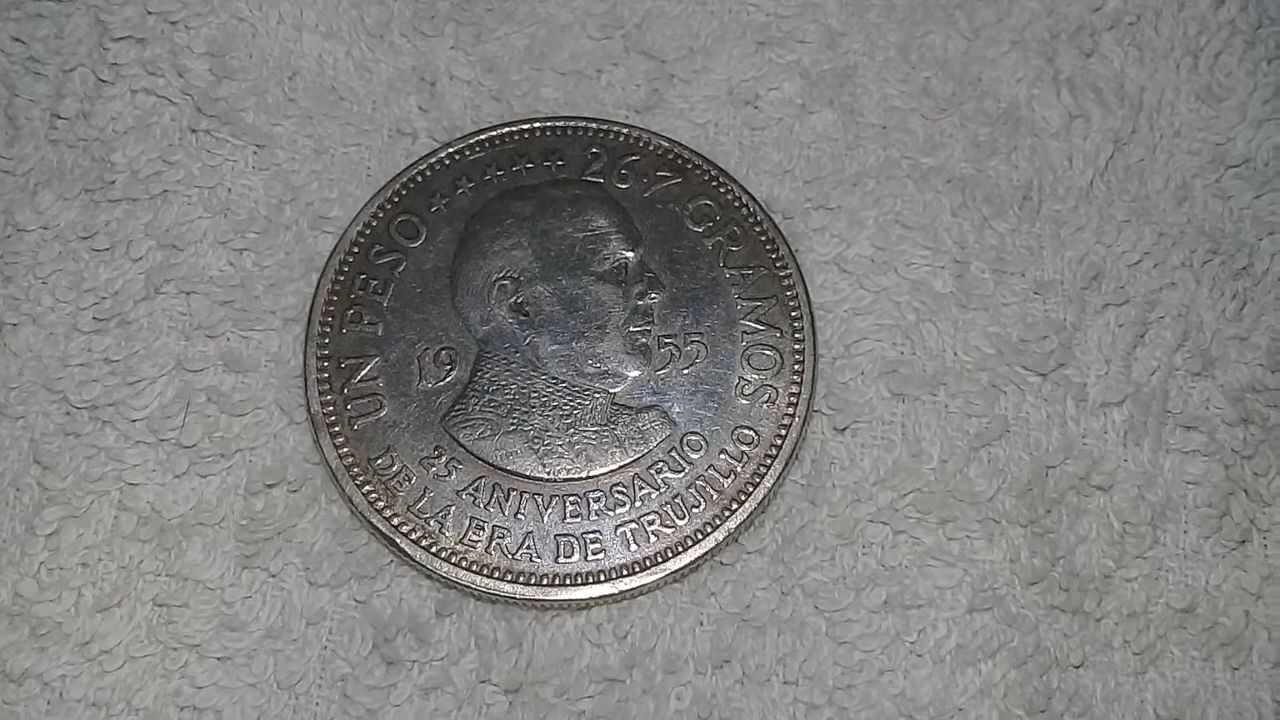 UN PESO ★★★★★ 26·7 GRAMOS
19 55
25 ANIVERSARIO
DE LA ERA DE TRUJILLO